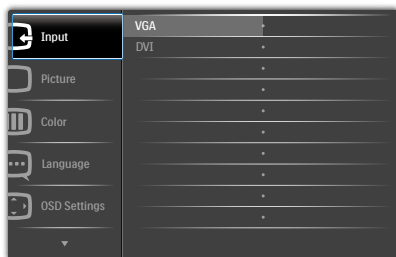 Input
VGA
DVI
Picture
Color
Language
OSD Settings